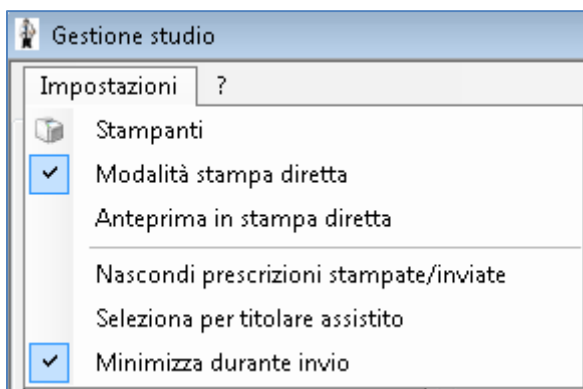 Gestione studio
Impostazioni ?
Stampanti
Modalità stampa diretta
Anteprima in stampa diretta
Nascondi prescrizioni stampate/inviate
Seleziona per titolare assistito
Minimizza durante invio